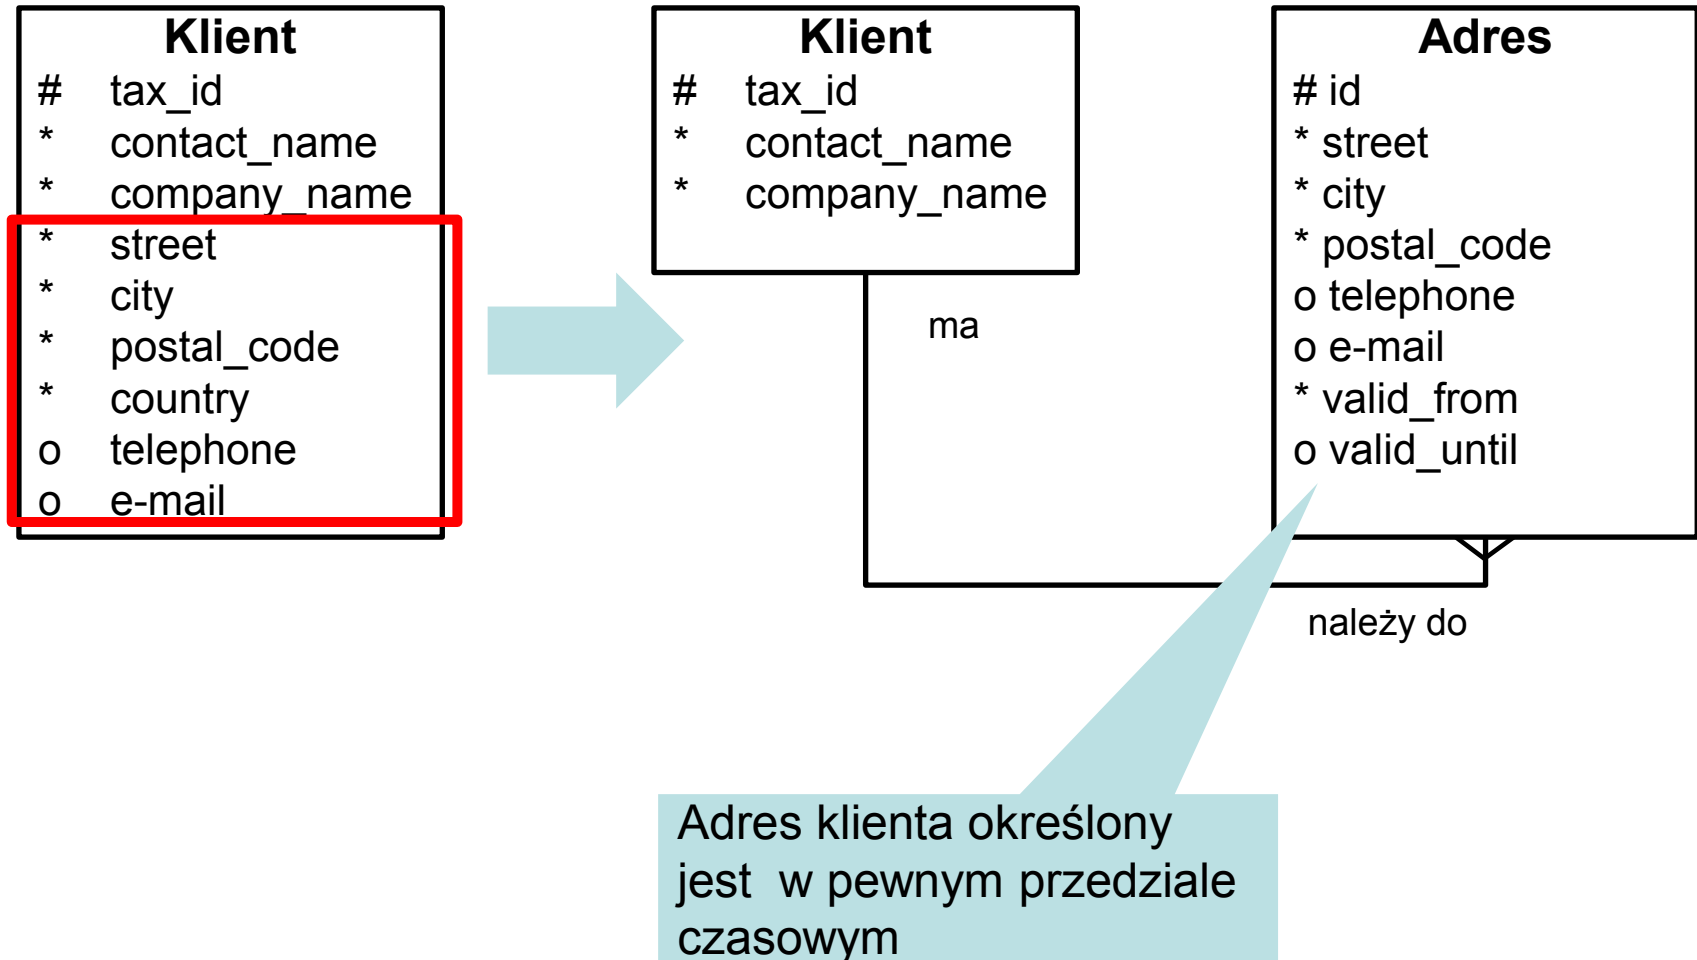 Klient
# tax_id
* contact_name
* company_name
* street
* city
* postal_code
* country
o telephone
o e-mail
Klient
# tax_id
* contact_name
* company_name
ma
Adres
# id
* street
* city
* postal_code
o telephone
o e-mail
* valid_from
o valid_until
należy do
Adres klienta określony
jest w pewnym przedziale
czasowym